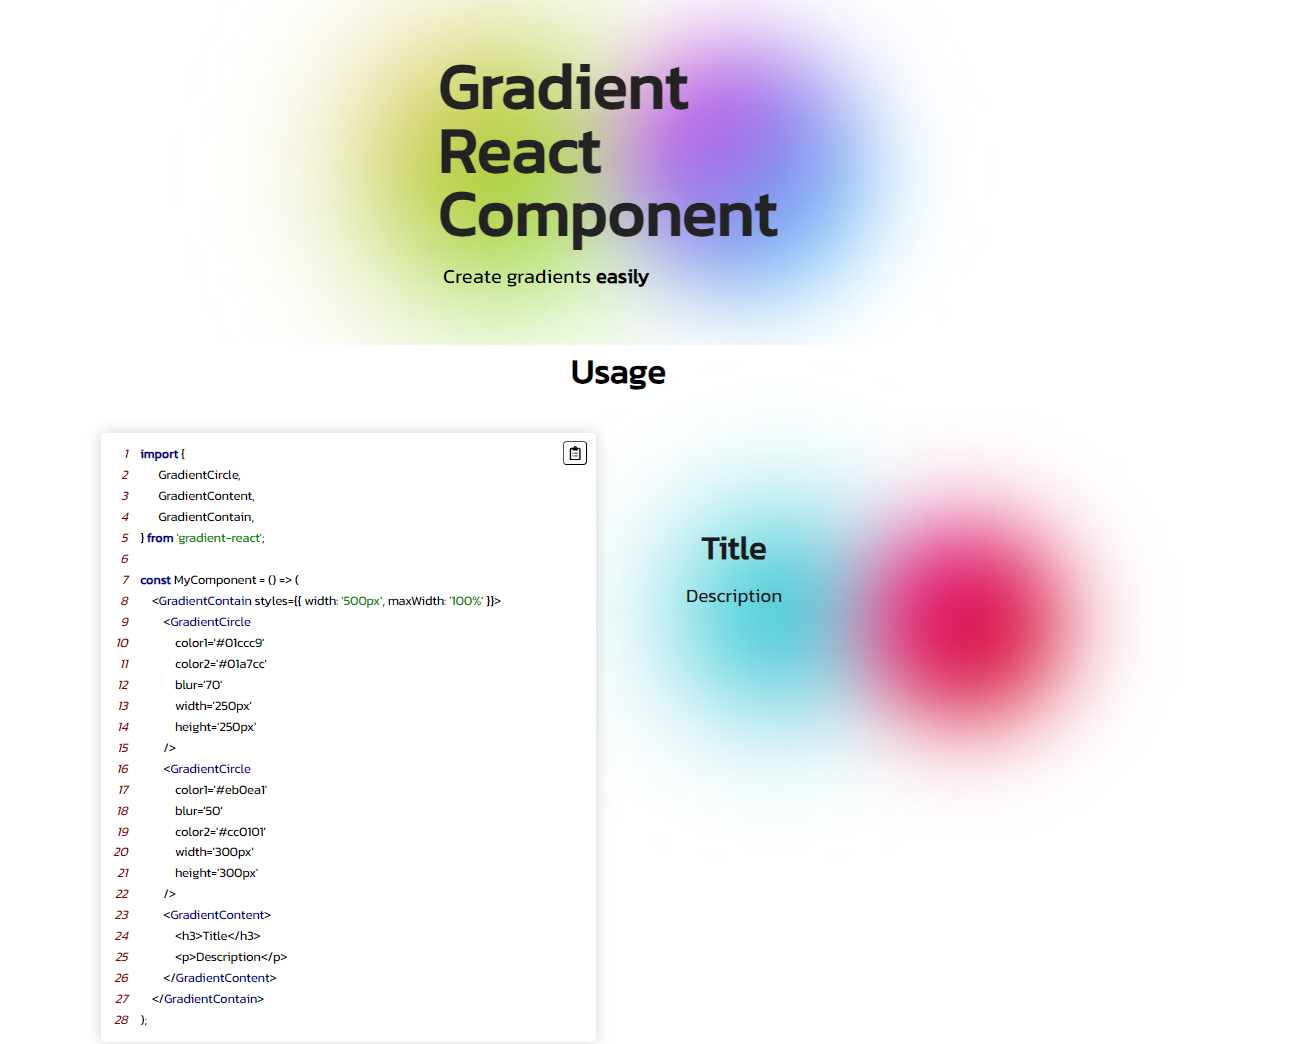 Gradient
React
Component
Create gradients easily
Usage
1 import {
2 GradientCircle,
3 GradientContent,
4 GradientContain,
5 } from 'gradient-react';
6
7 const MyComponent = () => (
8 <GradientContain styles={{ width: '500px', maxWidth: '100%' }}>
9 <GradientCircle
10 color1='#01ccc9'
11 color2='#01a7cc'
12 blur='70'
13 width='250px'
14 height='250px'
15 />
16 <GradientCircle
17 color1='#eb0ea1'
18 blur='50'
19 color2='#cc0101'
20 width='300px'
21 height='300px'
22 />
23 <GradientContent>
24 <h3>Title</h3>
25 <p>Description</p>
26 </GradientContent>
27 </GradientContain>
28 );
Title
Description